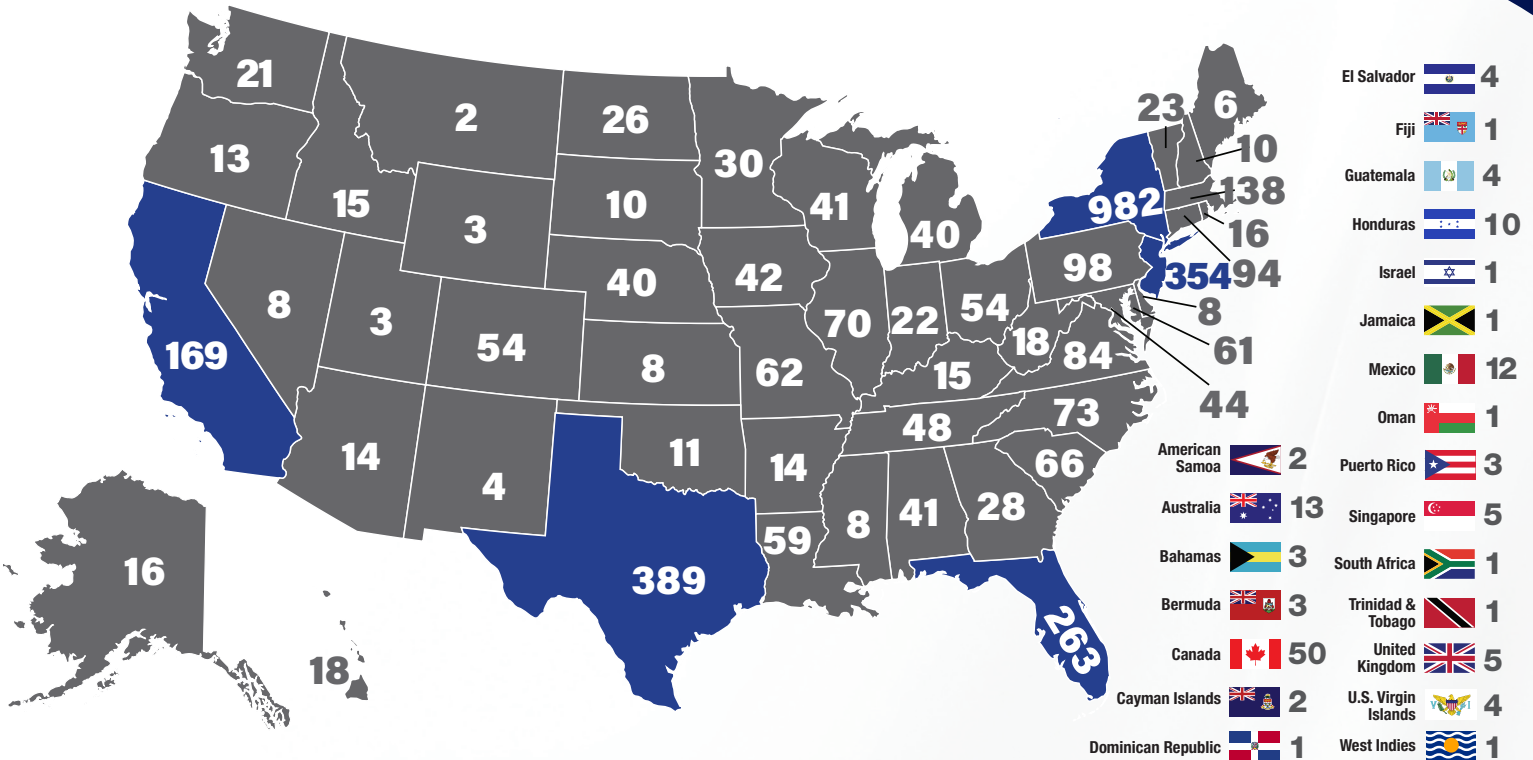 21
2
26
30
41
40
23
6
10
138
16
94
982
354
98
8
61
44
13
15
3
10
42
70
22
54
18
84
8
3
54
40
8
62
15
73
48
66
169
14
4
11
14
59
8
41
28
389
263
16
18
El Salvador 4
Fiji 1
Guatemala 4
Honduras 10
Israel 1
Jamaica 1
Mexico 12
Oman 1
Puerto Rico 3
Singapore 5
South Africa 1
Trinidad &
Tobago 1
United
Kingdom 5
U.S. Virgin
Islands 4
West Indies 1
American
Samoa 2
Australia 13
Bahamas 3
Bermuda 3
Canada 50
Cayman Islands 2
Dominican Republic 1